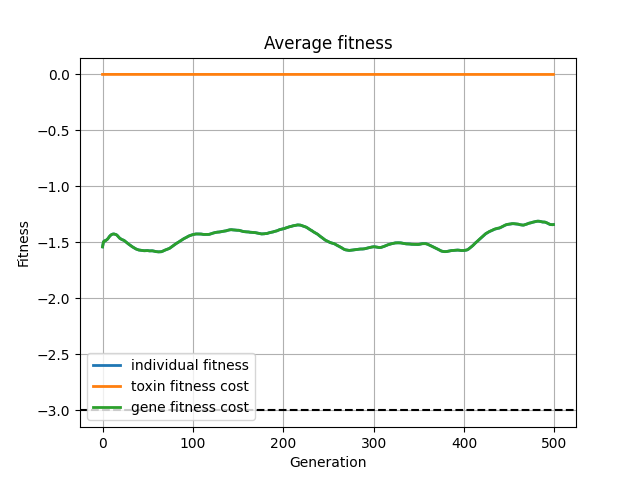 Average fitness
Fitness
0.0
−0.5
−1.0
−1.5
−2.0
−2.5
−3.0
individual fitness
toxin fitness cost
gene fitness cost
0 100 200 300 400 500
Generation